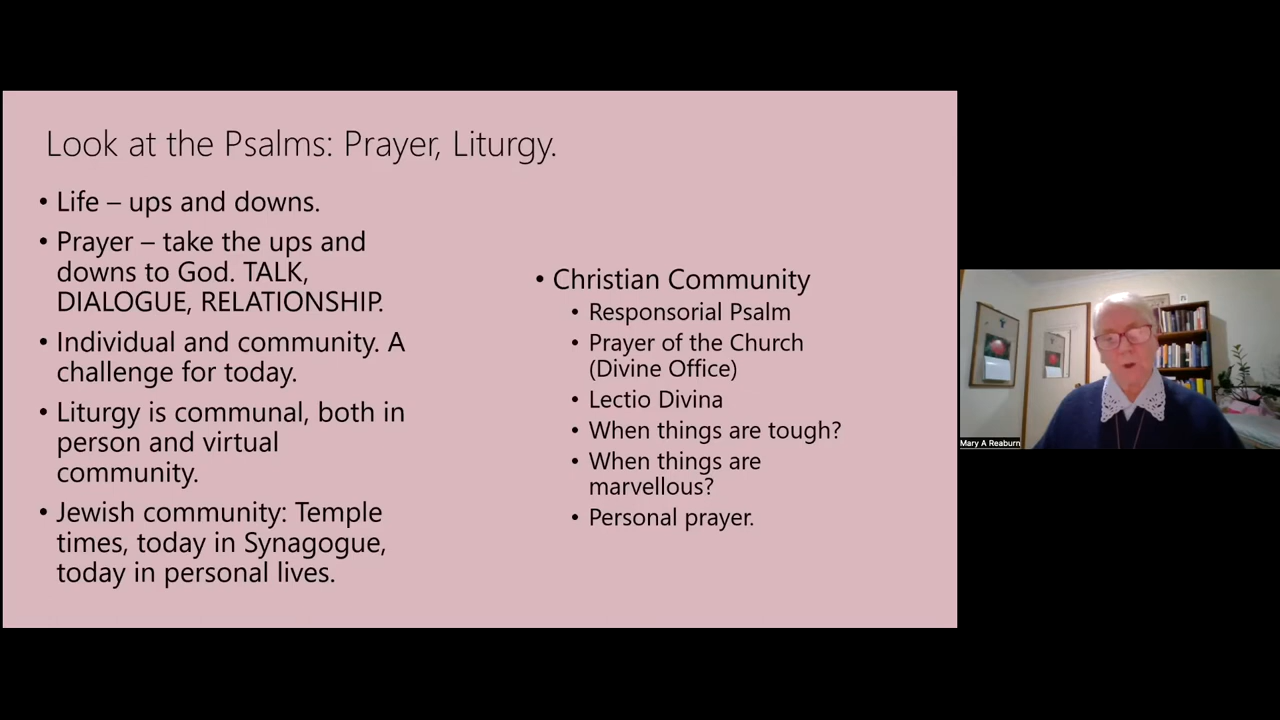 Look at the Psalms: Prayer, Liturgy.
• Life – ups and downs.
• Prayer – take the ups and
downs to God. TALK,
DIALOGUE, RELATIONSHIP.
• Individual and community. A
challenge for today.
• Liturgy is communal, both in
person and virtual
community.
• Jewish community: Temple
times, today in Synagogue,
today in personal lives.
• Christian Community
• Responsorial Psalm
• Prayer of the Church
(Divine Office)
• Lectio Divina
• When things are tough?
• When things are
marvellous?
• Personal prayer.
Mary A Reaburn